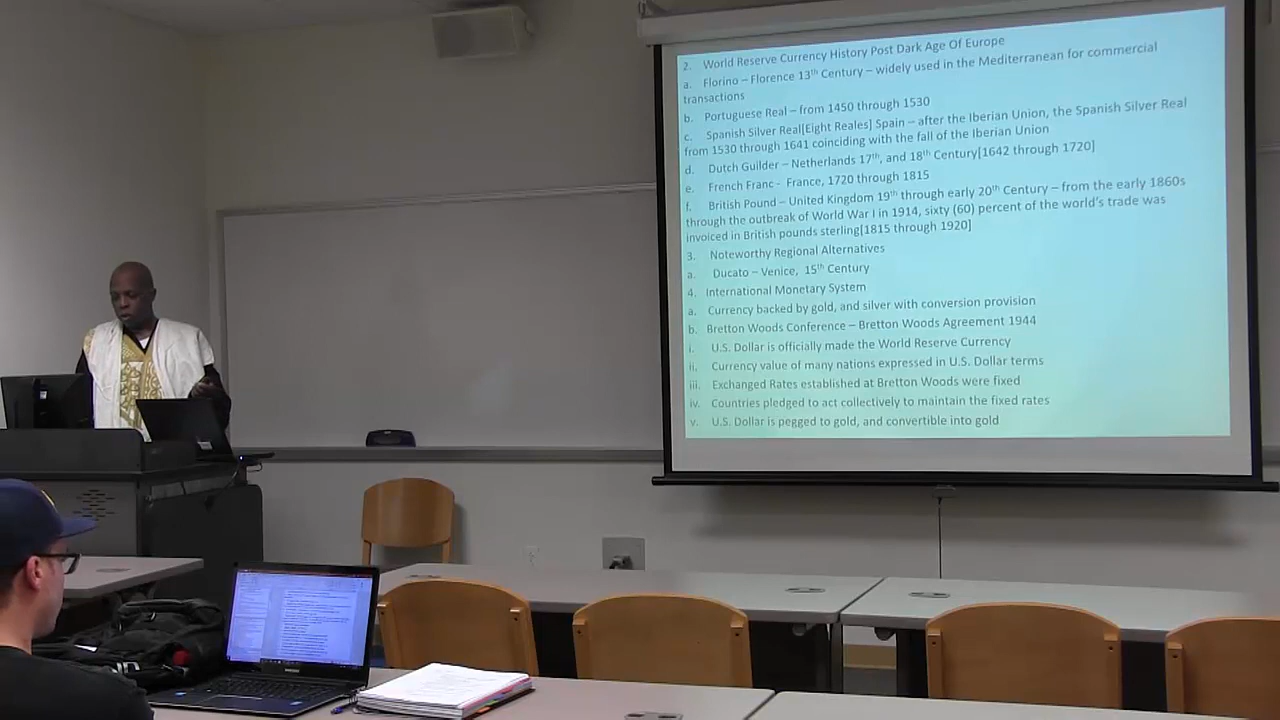 2. World Reserve Currency History Post Dark Age Of Europe
a. Florino – Florence 13th Century – widely used in the Mediterranean for commercial
transactions
b. Portuguese Real – from 1450 through 1530
c. Spanish Silver Real[Eight Reales] Spain – after the Iberian Union, the Spanish Silver Real
from 1530 through 1641 coinciding with the fall of the Iberian Union
d. Dutch Guilder – Netherlands 17th, and 18th Century[1642 through 1720]
e. French Franc - France, 1720 through 1815
f. British Pound – United Kingdom 19th through early 20th Century – from the early 1860s
through the outbreak of World War I in 1914, sixty (60) percent of the world's trade was
invoiced in British pounds sterling[1815 through 1920]
3. Noteworthy Regional Alternatives
a. Ducato – Venice, 15th Century
4. International Monetary System
a. Currency backed by gold, and silver with conversion provision
b. Bretton Woods Conference – Bretton Woods Agreement 1944
i. U.S. Dollar is officially made the World Reserve Currency
ii. Currency value of many nations expressed in U.S. Dollar terms
iii. Exchanged Rates established at Bretton Woods were fixed
iv. Countries pledged to act collectively to maintain the fixed rates
v. U.S. Dollar is pegged to gold, and convertible into gold